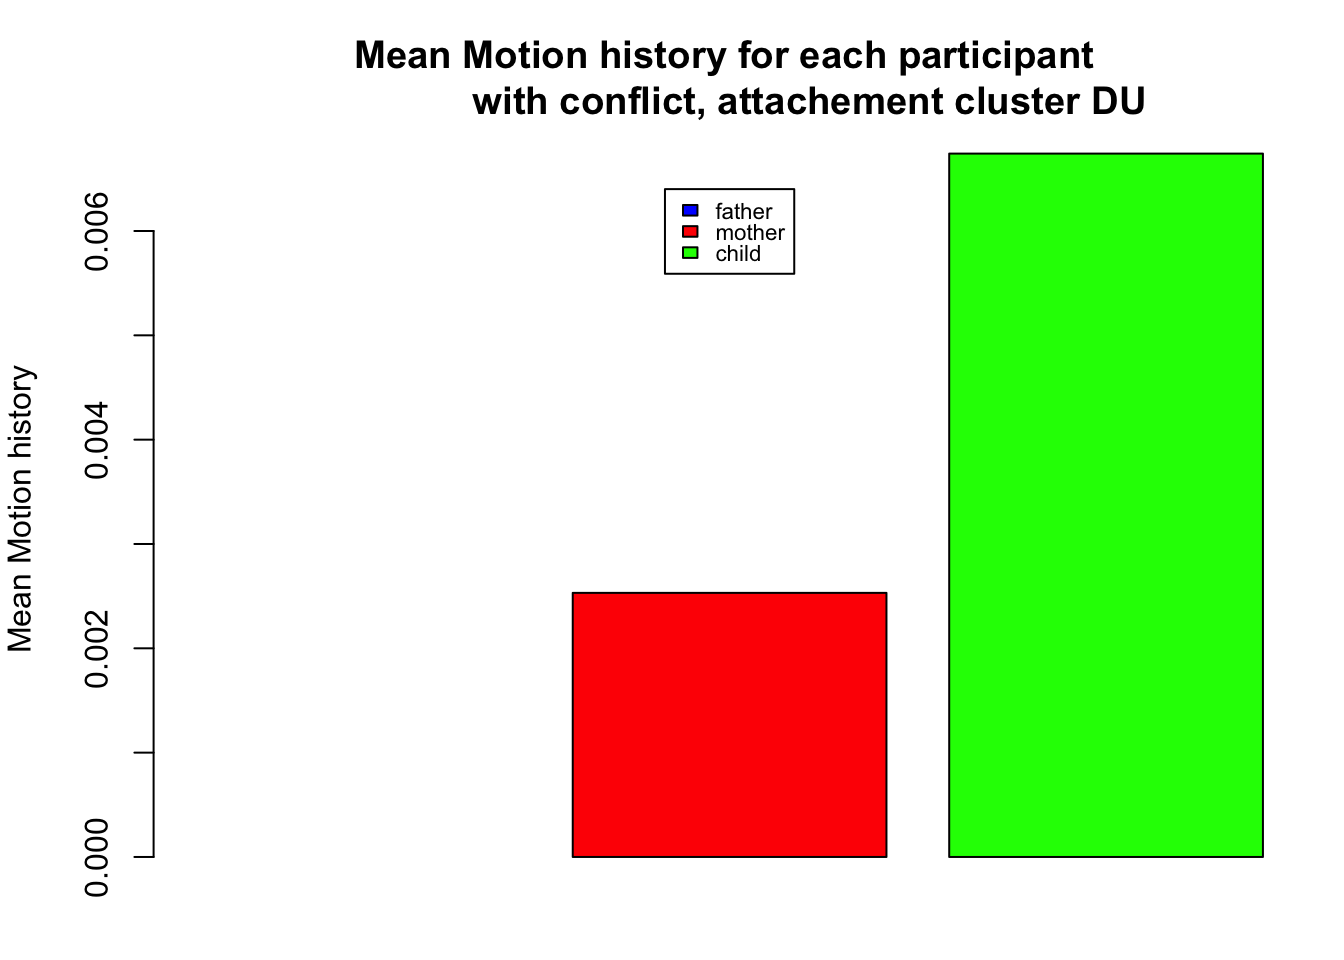 Mean Motion history for each participant
with conflict, attachement cluster DU
Mean Motion history
0.006
0.004
0.002
0.000
father
mother
child